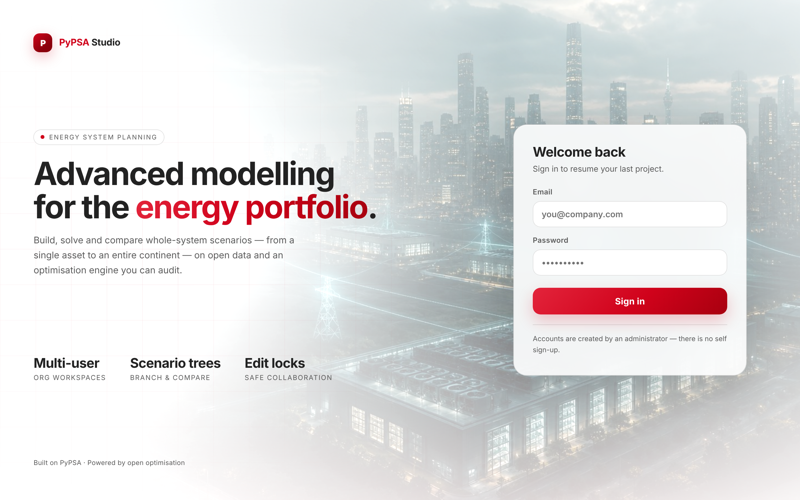 P
PyPSA Studio
ENERGY SYSTEM PLANNING
Advanced modelling
for the energy portfolio.
Build, solve and compare whole-system scenarios — from a
single asset to an entire continent — on open data and an
optimisation engine you can audit.
Multi-user
ORG WORKSPACES
Scenario trees
BRANCH & COMPARE
Edit locks
SAFE COLLABORATION
Built on PyPSA · Powered by open optimisation
Welcome back
Sign in to resume your last project.
Email
you@company.com
Password
••••••••••
Sign in
Accounts are created by an administrator — there is no self
sign-up.